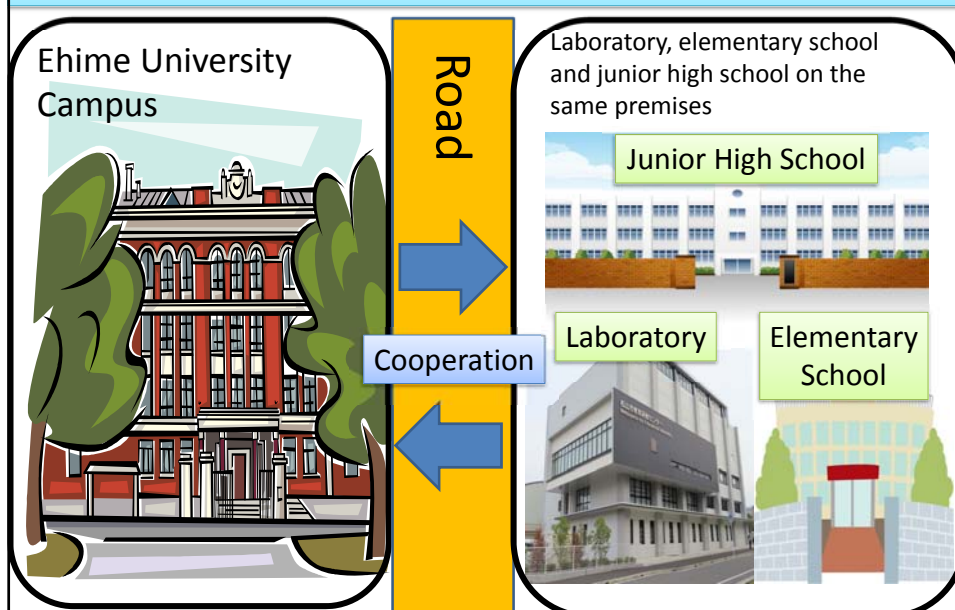 Ehime University
Campus
Road
Laboratory, elementary school
and junior high school on the
same premises
Junior High School
Cooperation
Laboratory
Elementary
School